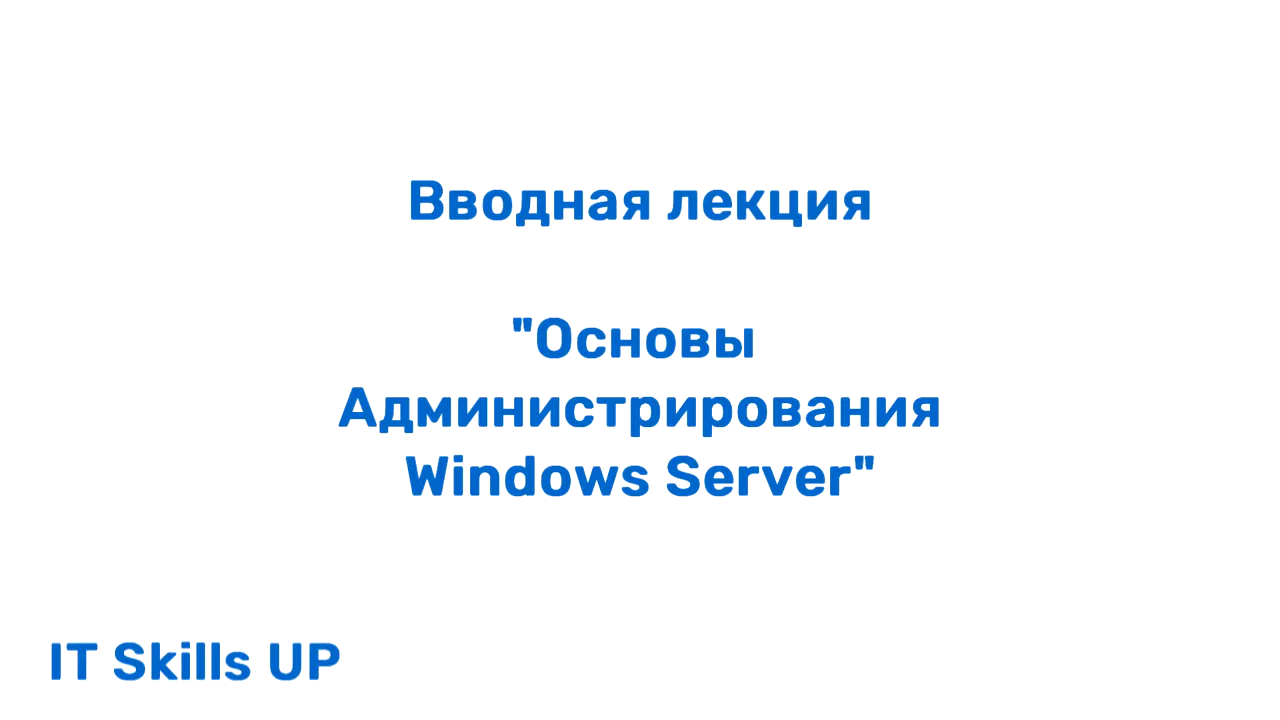 Вводная лекция
"Основы
Администрирования
Windows Server"
IT Skills UP